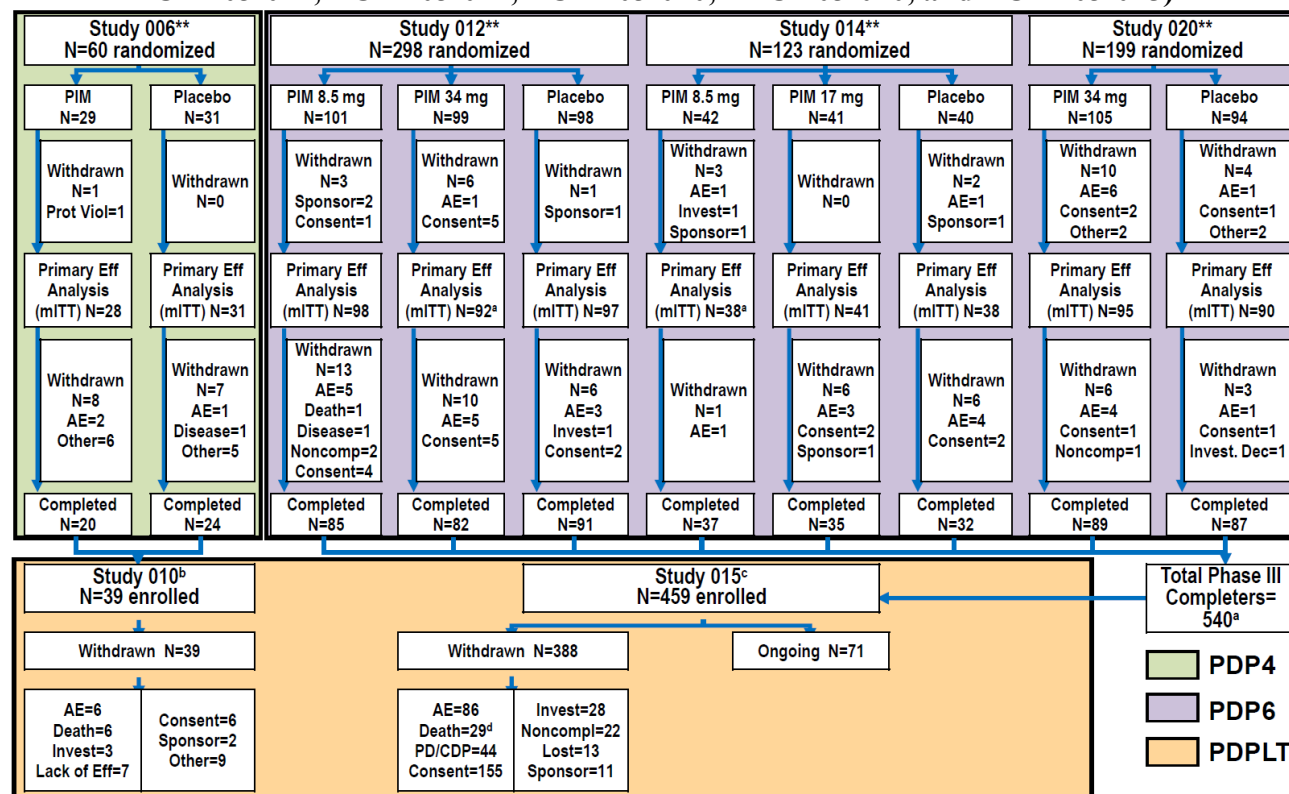 Study 006**
N=60 randomized
Study 012**
N=298 randomized
Study 014**
N=123 randomized
Study 020**
N=199 randomized
PIM
N=29
Placebo
N=31
PIM 8.5 mg
N=101
PIM 34 mg
N=99
Placebo
N=98
PIM 8.5 mg
N=42
PIM 17 mg
N=41
Placebo
N=40
PIM 34 mg
N=105
Placebo
N=94
Withdrawn
N=1
Prot Viol=1
Withdrawn
N=0
Withdrawn
N=3
Sponsor=2
Consent=1
Withdrawn
N=6
AE=1
Consent=5
Withdrawn
N=1
Sponsor=1
Withdrawn
N=3
AE=1
Invest=1
Sponsor=1
Withdrawn
N=0
Withdrawn
N=2
AE=1
Sponsor=1
Withdrawn
N=10
AE=6
Consent=2
Other=2
Withdrawn
N=4
AE=1
Consent=1
Other=2
Primary Eff
Analysis
(mITT) N=28
Primary Eff
Analysis
(mITT) N=31
Primary Eff
Analysis
(mITT) N=98
Primary Eff
Analysis
(mITT) N=92a
Primary Eff
Analysis
(mITT) N=97
Primary Eff
Analysis
(mITT) N=38a
Primary Eff
Analysis
(mITT) N=41
Primary Eff
Analysis
(mITT) N=38
Primary Eff
Analysis
(mITT) N=95
Primary Eff
Analysis
(mITT) N=90
Withdrawn
N=8
AE=2
Other=6
Withdrawn
N=7
AE=1
Disease=1
Other=5
Withdrawn
N=13
AE=5
Death=1
Disease=1
Noncomp=2
Consent=4
Withdrawn
N=10
AE=5
Consent=5
Withdrawn
N=6
AE=3
Invest=1
Consent=2
Withdrawn
N=1
AE=1
Withdrawn
N=6
AE=3
Consent=2
Sponsor=1
Withdrawn
N=6
AE=4
Consent=2
Withdrawn
N=6
AE=4
Consent=1
Noncomp=1
Withdrawn
N=3
AE=1
Consent=1
Invest. Dec=1
Completed
N=20
Completed
N=24
Completed
N=85
Completed
N=82
Completed
N=91
Completed
N=37
Completed
N=35
Completed
N=32
Completed
N=89
Completed
N=87
Study 010b
N=39 enrolled
Study 015c
N=459 enrolled
Total Phase III
Completers=
540a
Withdrawn N=39
Withdrawn N=388
Ongoing N=71
AE=6
Death=6
Invest=3
Lack of Eff=7
Consent=6
Sponsor=2
Other=9
AE=86
Death=29d
PD/CDP=44
Consent=155
Invest=28
Noncompl=22
Lost=13
Sponsor=11
PDP4
PDP6
PDPLT